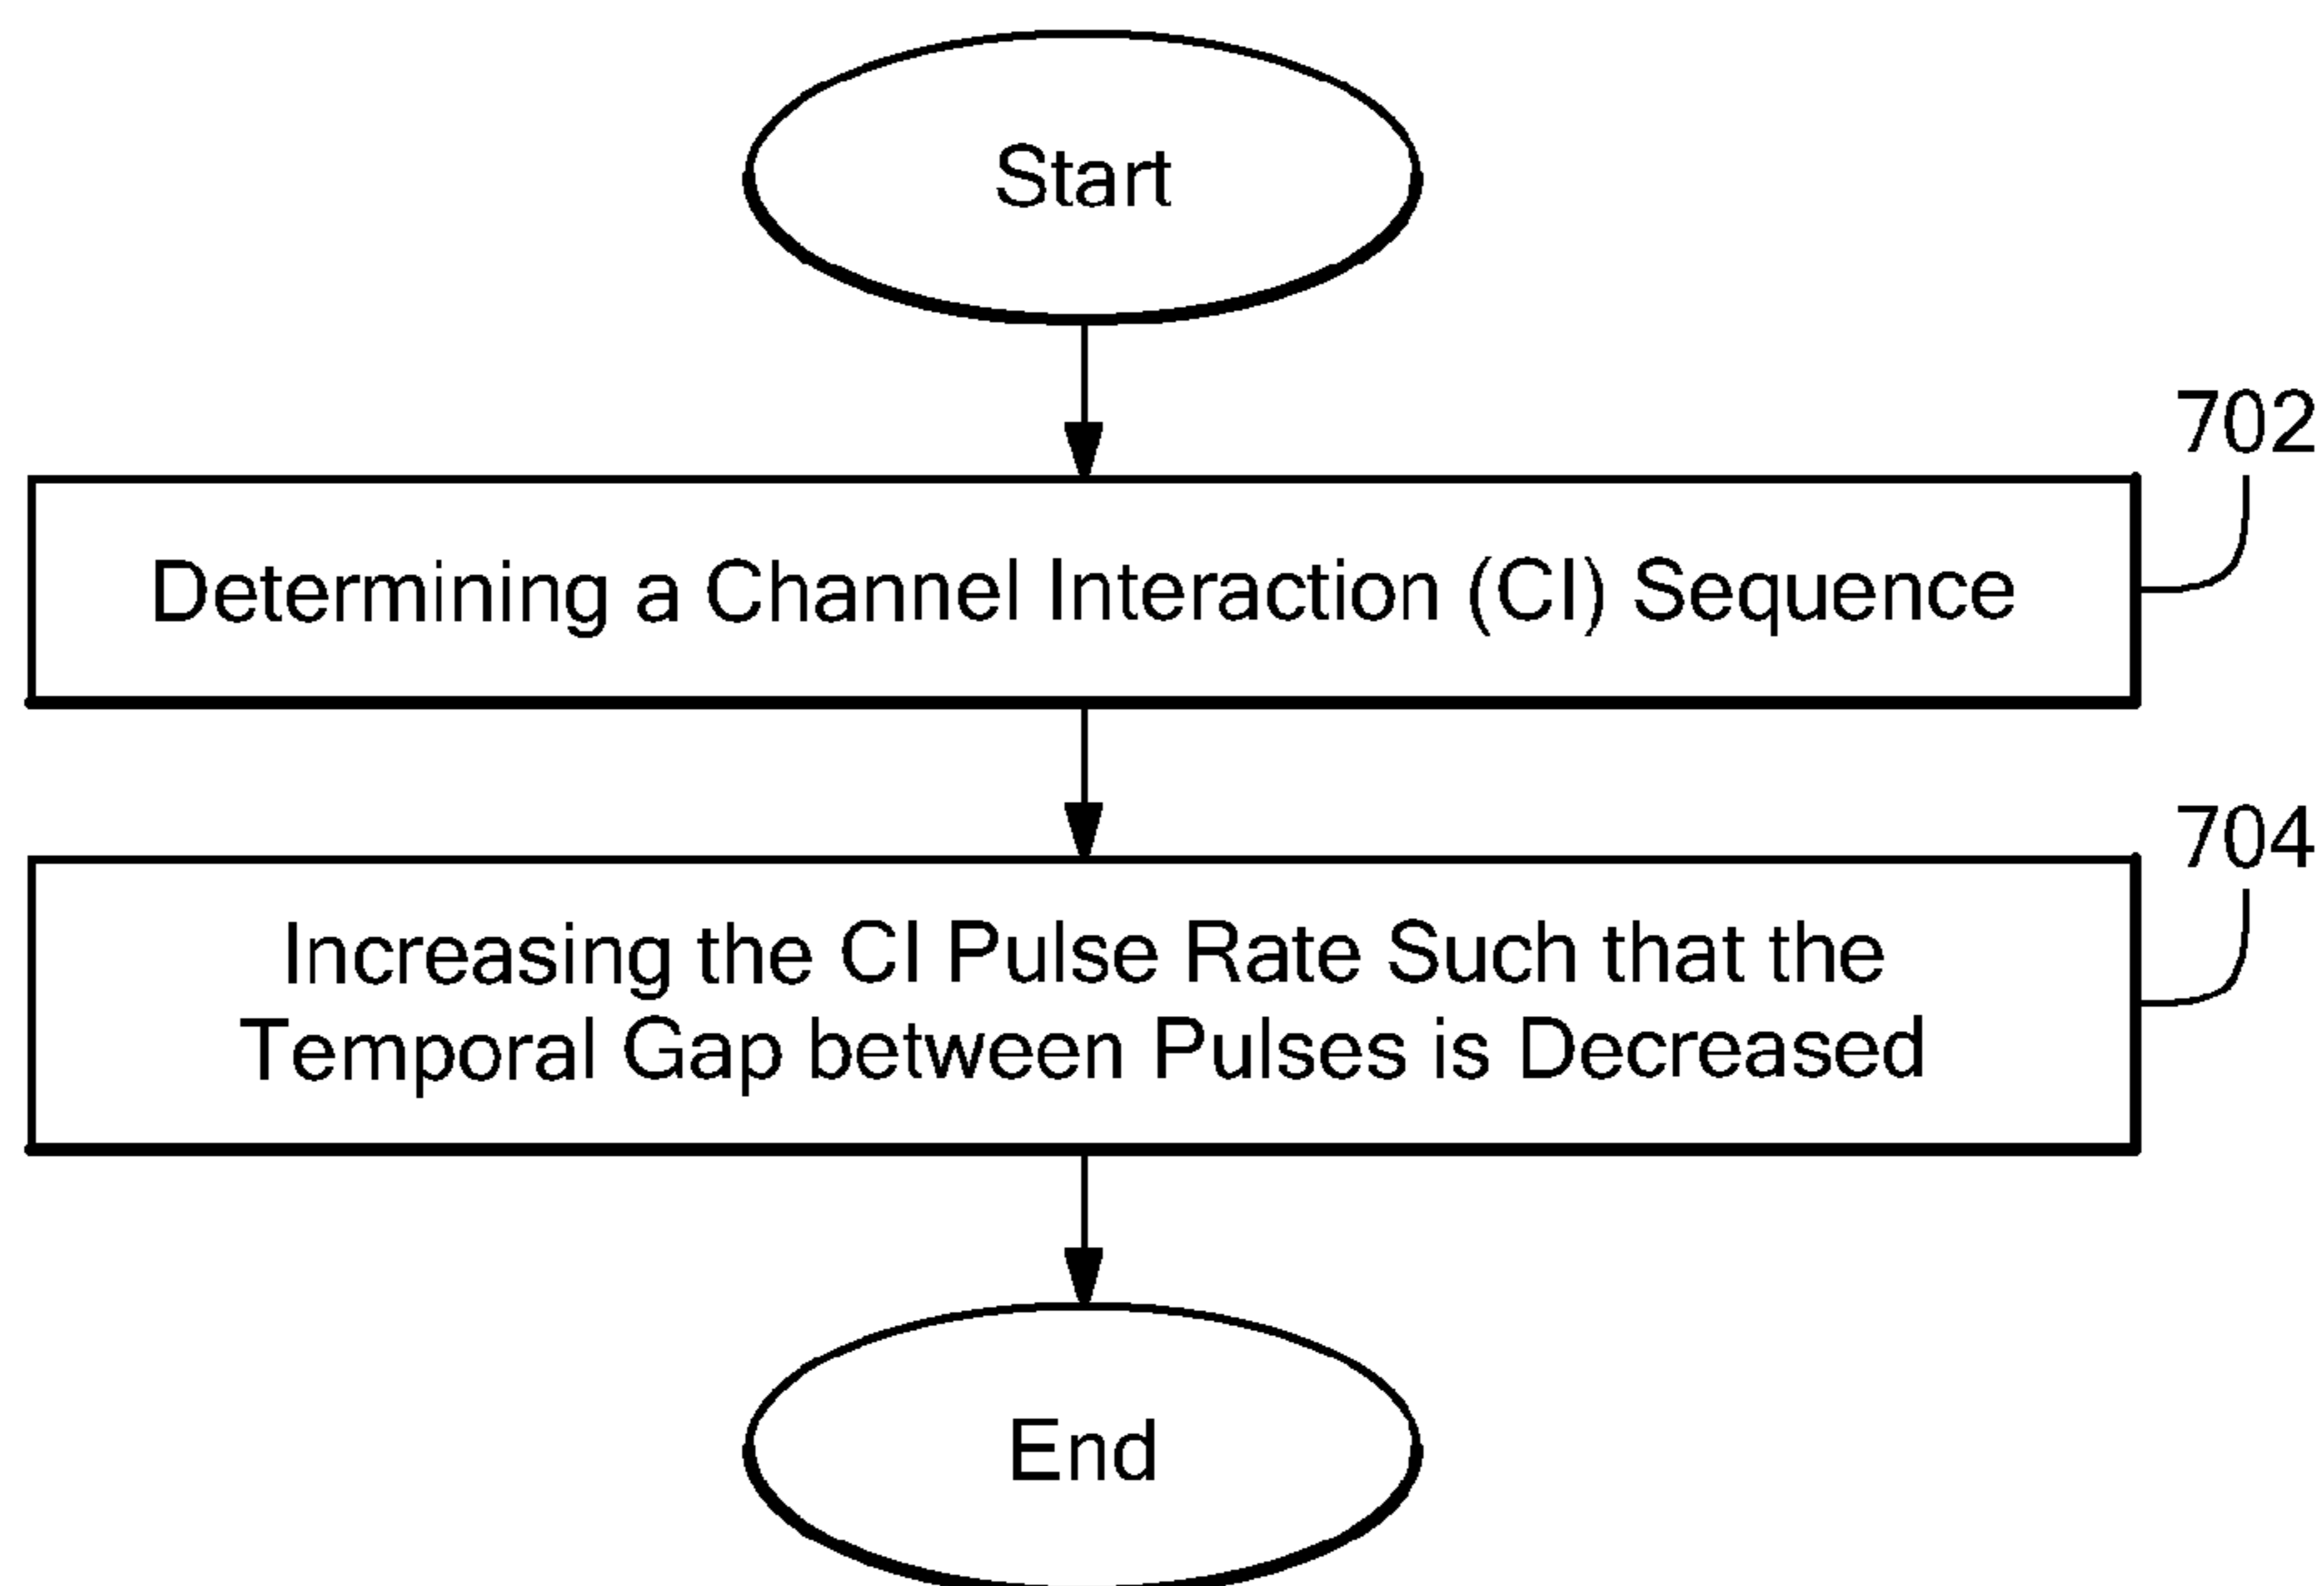 Start
702
Determining a Channel Interaction (CI) Sequence
704
Increasing the CI Pulse Rate Such that the
Temporal Gap between Pulses is Decreased
End